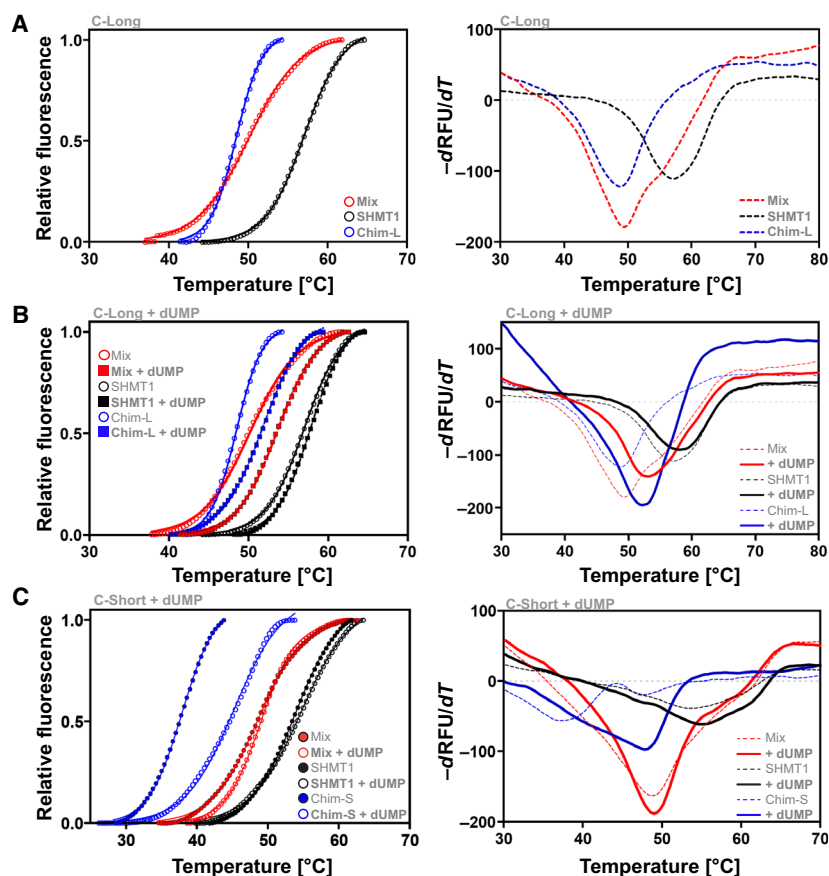 A
C-Long
Relative fluorescence
1.0
0.5
0.0
30 40 50 60 70
Temperature [°C]
Mix
SHMT1
Chim-L
–dRFU/dT
100
0
–100
–200
30 40 50 60 70 80
Temperature [°C]
Mix
SHMT1
Chim-L
B
C-Long + dUMP
Relative fluorescence
1.0
0.5
0.0
30 40 50 60 70
Temperature [°C]
Mix
Mix + dUMP
SHMT1
SHMT1 + dUMP
Chim-L
Chim-L + dUMP
C-Long + dUMP
–dRFU/dT
100
0
–100
–200
30 40 50 60 70 80
Temperature [°C]
Mix
+ dUMP
SHMT1
+ dUMP
Chim-L
+ dUMP
C
C-Short + dUMP
Relative fluorescence
1.0
0.5
0.0
30 40 50 60 70
Temperature [°C]
Mix
Mix + dUMP
SHMT1
SHMT1 + dUMP
Chim-S
Chim-S + dUMP
C-Short + dUMP
–dRFU/dT
100
50
0
–50
–100
–150
–200
30 40 50 60 70
Temperature [°C]
Mix
+ dUMP
SHMT1
+ dUMP
Chim-S
+ dUMP